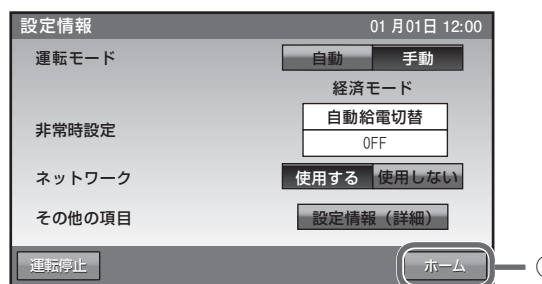 設定情報 01 月01日 12:00
運転モード 自動 手動
経済モード
非常時設定 自動給電切替
OFF
ネットワーク 使用する 使用しない
その他の項目 設定情報（詳細）
運転停止 ホーム